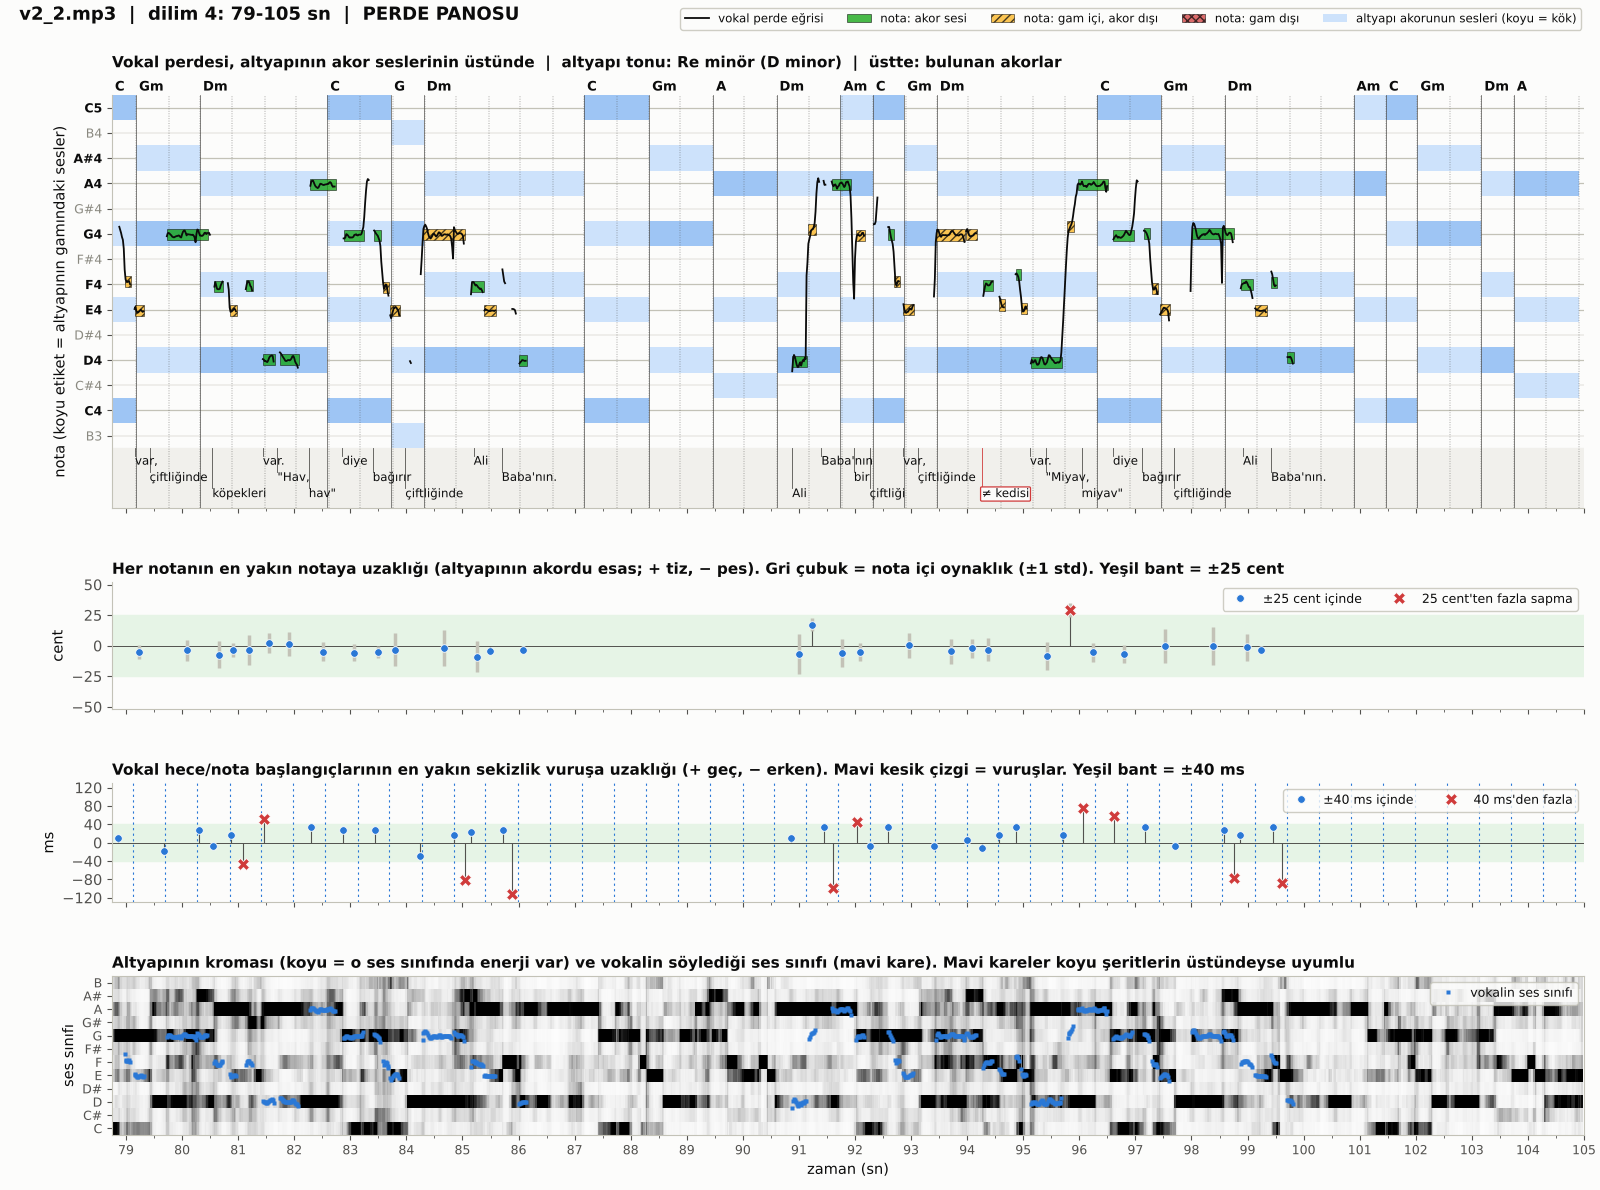 v2_2.mp3 | dilim 4: 79-105 sn | PERDE PANOSU
vokal perde eğrisi nota: akor sesi nota: gam içi, akor dışı nota: gam dışı altyapı akorunun sesleri (koyu = kök)
Vokal perdesi, altyapının akor seslerinin üstünde | altyapı tonu: Re minör (D minor) | üstte: bulunan akorlar
C Gm Dm C G Dm C Gm A Dm Am C Gm Dm C Gm Dm Am C Gm Dm A
nota (koyu etiket = altyapının gamındaki sesler)
C5
B4
A#4
A4
G#4
G4
F#4
F4
E4
D#4
D4
C#4
C4
B3
var, var. diye Ali Baba'nın var, var. diye Ali
çiftliğinde "Hav, bağırır Baba'nın. bir çiftliğinde "Miyav, bağırır Baba'nın.
köpekleri hav" çiftliğinde Ali çiftliği ≠ kedisi miyav" çiftliğinde
Her notanın en yakın notaya uzaklığı (altyapının akordu esas; + tiz, − pes). Gri çubuk = nota içi oynaklık (±1 std). Yeşil bant = ±25 cent
±25 cent içinde 25 cent'ten fazla sapma
cent
50
25
0
−25
−50
Vokal hece/nota başlangıçlarının en yakın sekizlik vuruşa uzaklığı (+ geç, − erken). Mavi kesik çizgi = vuruşlar. Yeşil bant = ±40 ms
±40 ms içinde 40 ms'den fazla
ms
120
80
40
0
−40
−80
−120
Altyapının kroması (koyu = o ses sınıfında enerji var) ve vokalin söylediği ses sınıfı (mavi kare). Mavi kareler koyu şeritlerin üstündeyse uyumlu
vokalin ses sınıfı
ses sınıfı
B
A#
A
G#
G
F#
F
E
D#
D
C#
C
79 80 81 82 83 84 85 86 87 88 89 90 91 92 93 94 95 96 97 98 99 100 101 102 103 104 105
zaman (sn)